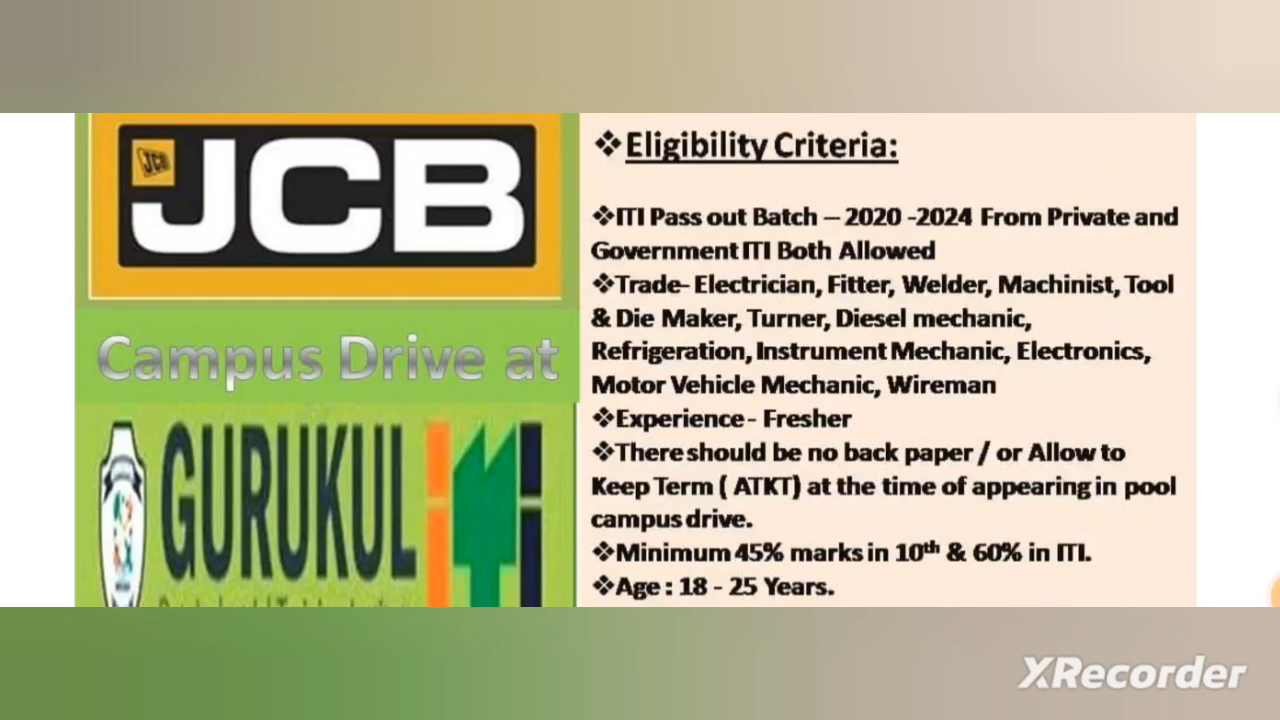 JCB
JCB
Campus Drive at
GURUKUL iTi
❖Eligibility Criteria:
❖ITI Pass out Batch – 2020 -2024 From Private and
Government ITI Both Allowed
❖Trade- Electrician, Fitter, Welder, Machinist, Tool
& Die Maker, Turner, Diesel mechanic,
Refrigeration, Instrument Mechanic, Electronics,
Motor Vehicle Mechanic, Wireman
❖Experience - Fresher
❖There should be no back paper / or Allow to
Keep Term ( ATKT) at the time of appearing in pool
campus drive.
❖Minimum 45% marks in 10th & 60% in ITI.
❖Age : 18 - 25 Years.
XRecorder